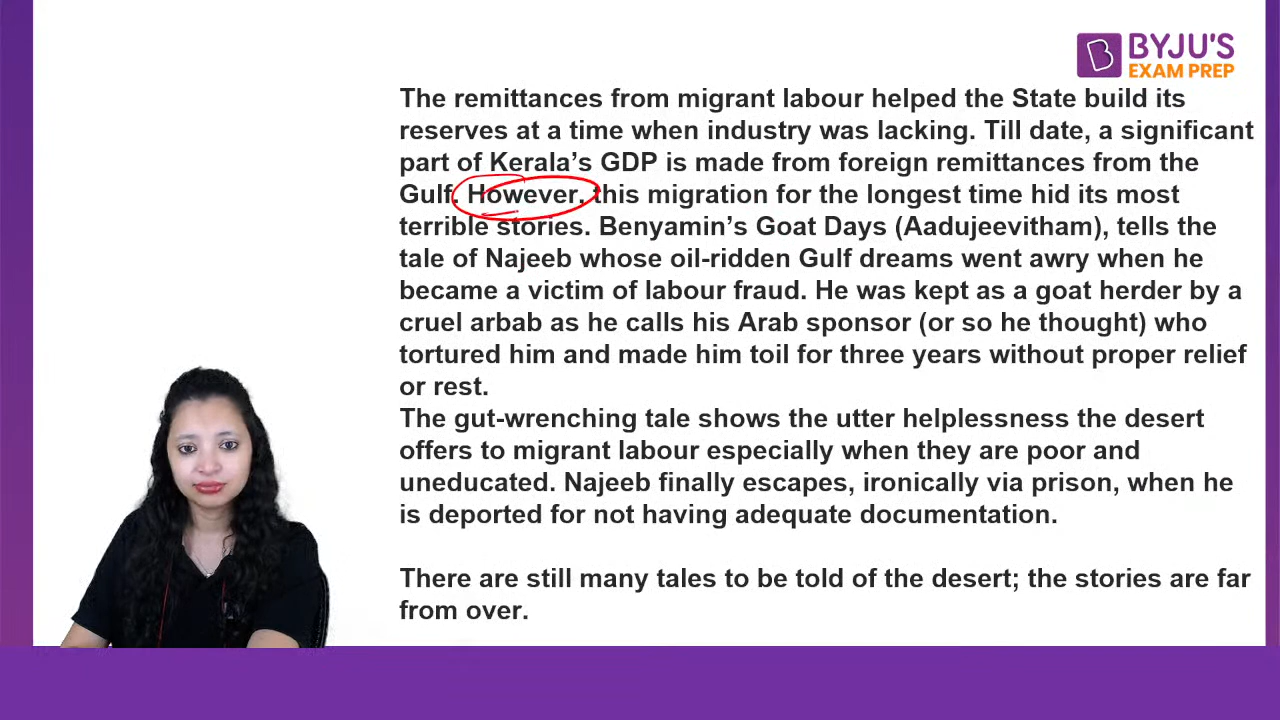 BYJU'S
EXAM PREP
The remittances from migrant labour helped the State build its
reserves at a time when industry was lacking. Till date, a significant
part of Kerala’s GDP is made from foreign remittances from the
Gulf. However, this migration for the longest time hid its most
terrible stories. Benyamin’s Goat Days (Aadujeevitham), tells the
tale of Najeeb whose oil-ridden Gulf dreams went awry when he
became a victim of labour fraud. He was kept as a goat herder by a
cruel arbab as he calls his Arab sponsor (or so he thought) who
tortured him and made him toil for three years without proper relief
or rest.
The gut-wrenching tale shows the utter helplessness the desert
offers to migrant labour especially when they are poor and
uneducated. Najeeb finally escapes, ironically via prison, when he
is deported for not having adequate documentation.
There are still many tales to be told of the desert; the stories are far
from over.